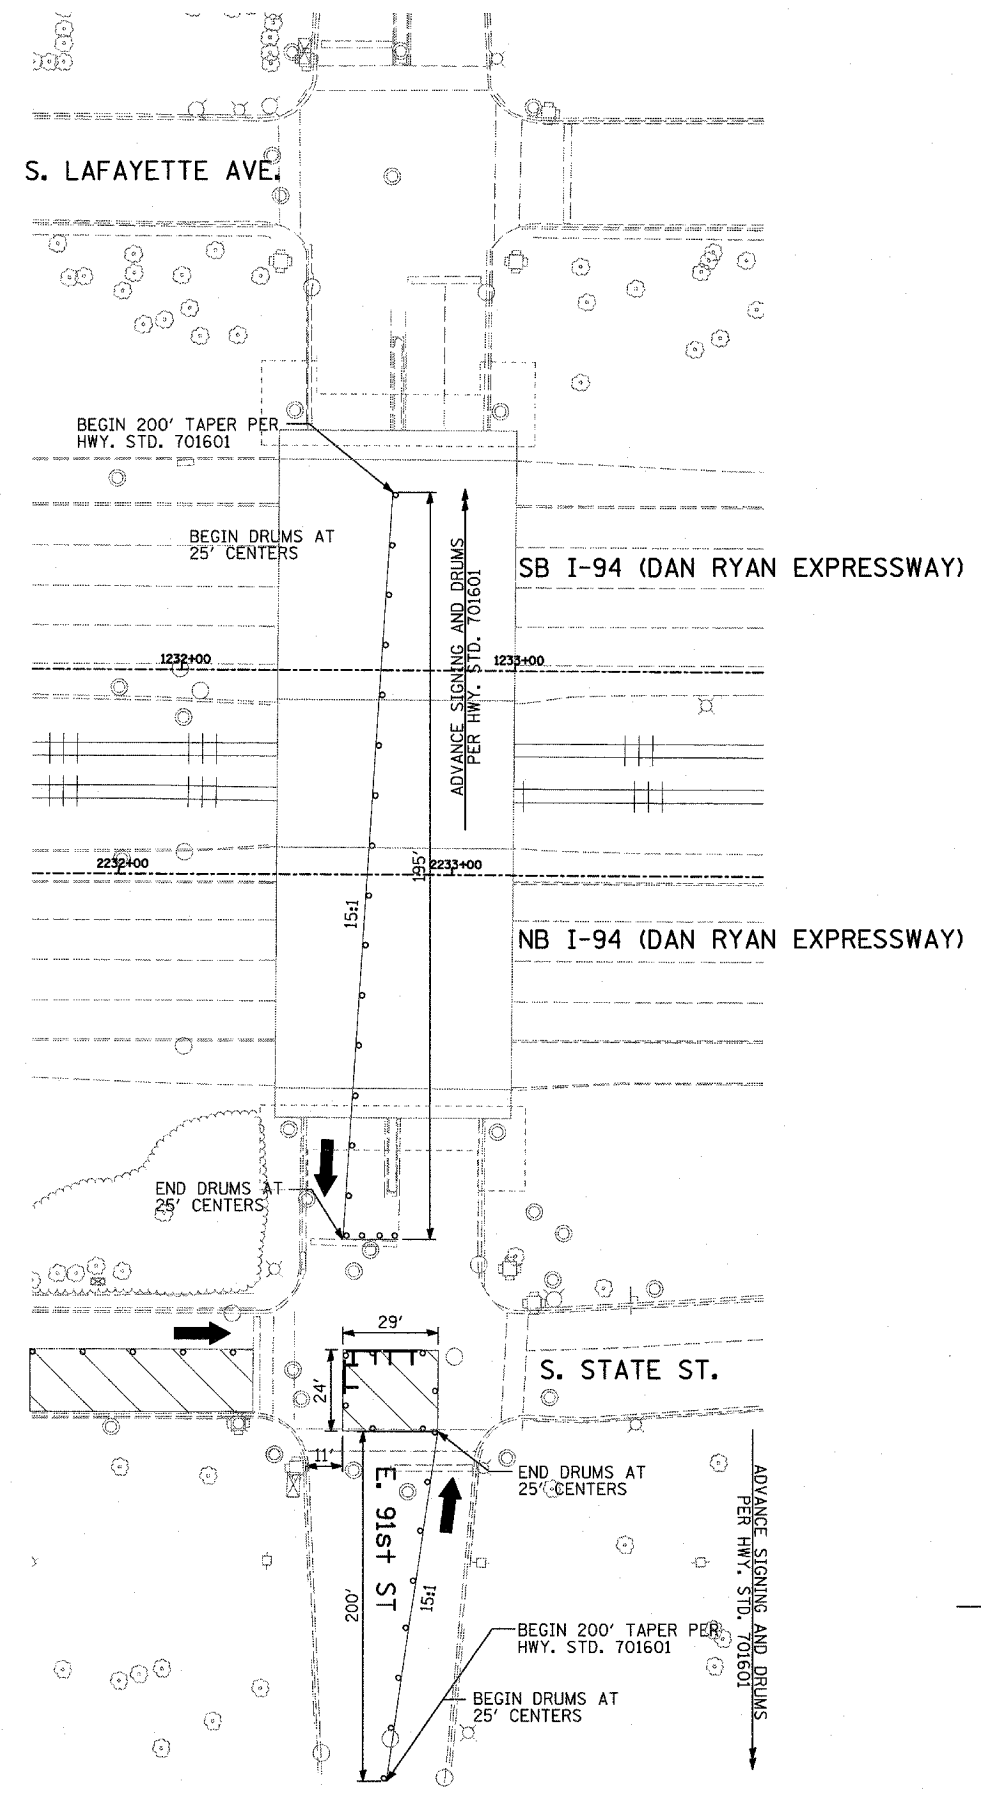 S. LAFAYETTE AVE.
BEGIN 200' TAPER PER
HWY. STD. 701601
BEGIN DRUMS AT
25' CENTERS
ADVANCE SIGNING AND DRUMS
PER HWY. STD. 701601
SB I-94 (DAN RYAN EXPRESSWAY)
1232+00
1233+00
2232+00
195'
2233+00
15:1
NB I-94 (DAN RYAN EXPRESSWAY)
END DRUMS AT
25' CENTERS
29'
24'
S. STATE ST.
11'
E. 91st ST
END DRUMS AT
25' CENTERS
200'
15:1
BEGIN 200' TAPER PER
HWY. STD. 701601
BEGIN DRUMS AT
25' CENTERS
ADVANCE SIGNING AND DRUMS
PER HWY. STD. 701601